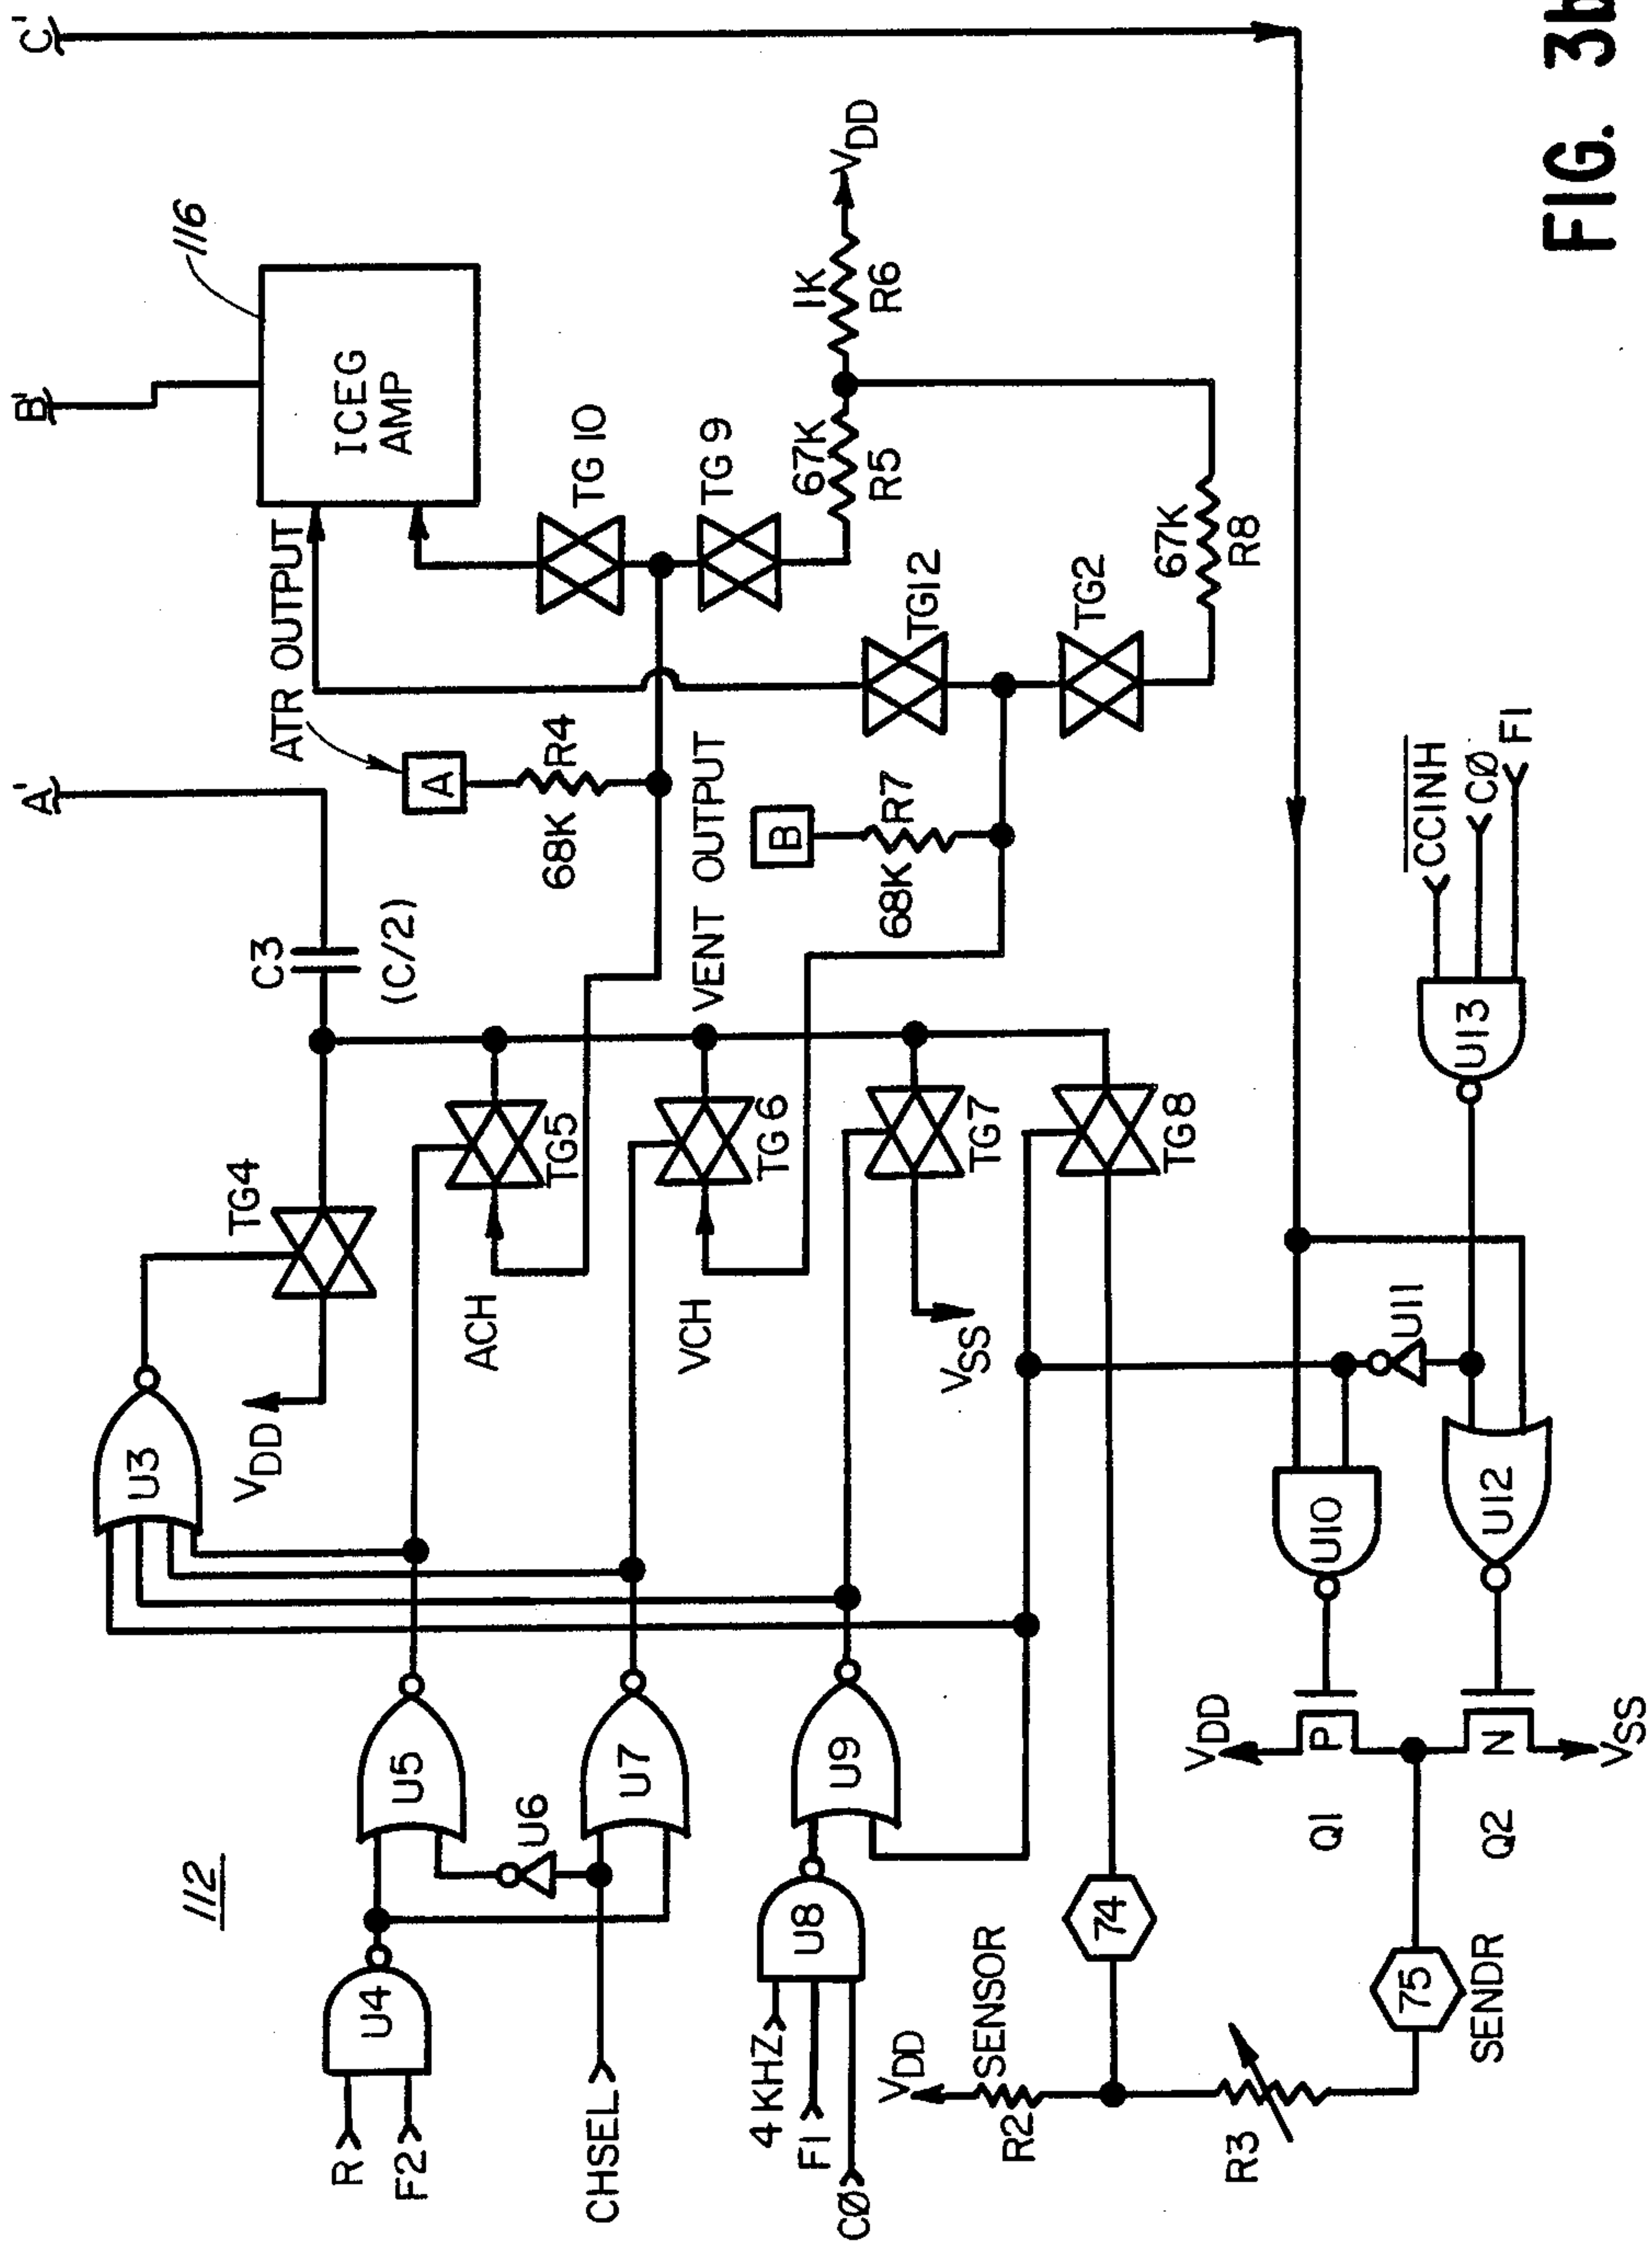 A'
B'
C'
116
ICEG
AMP
ATR OUTPUT
A
R4
68K
TG 10
TG 9
67K
R5
1K
R6
VDD
C3
(C/2)
TG4
VDD
U3
112
U4
R
F2
U5
U6
U7
CHSEL
ACH
TG5
VCH
TG 6
VENT OUTPUT
B
R7
68K
TG12
TG2
67K
R8
4 KHZ
F1
CØ
U8
U9
TG7
VSS
TG8
VDD
SENSOR
R2
74
R3
75
SENDR
VDD
P
Q1
N
Q2
VSS
U10
U11
U12
U13
CCINH
CØ
F1
FIG. 3b